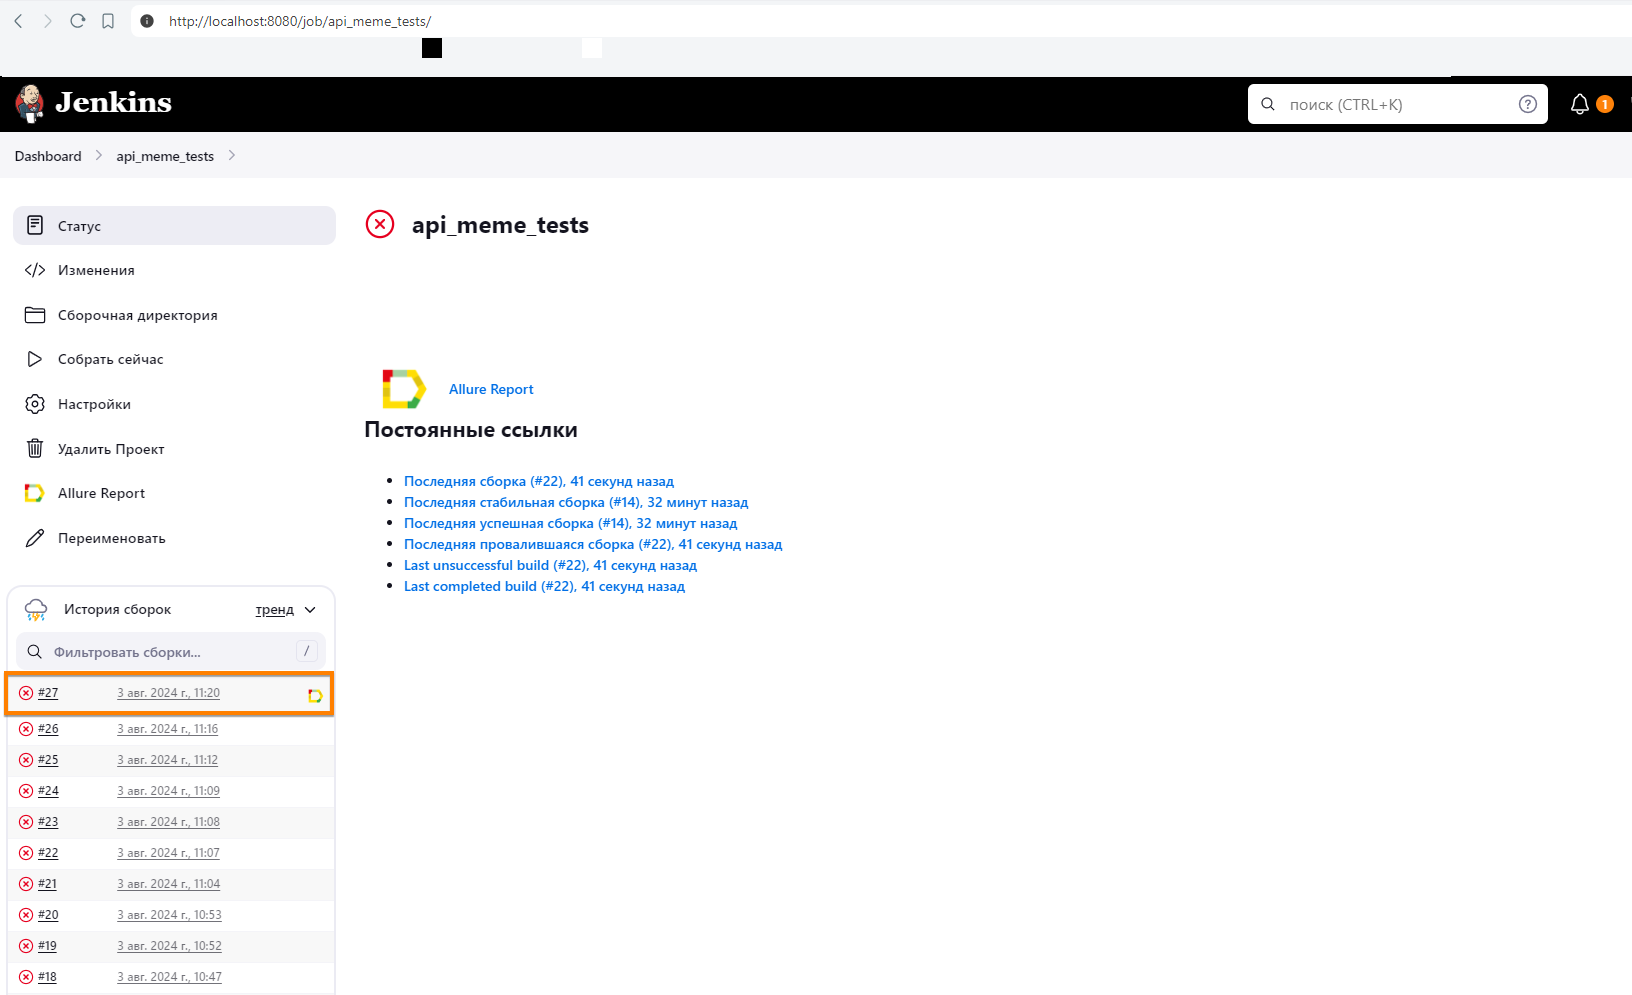 http://localhost:8080/job/api_meme_tests/
Jenkins
поиск (CTRL+K)
?
1
Dashboard
api_meme_tests
Статус
Изменения
Сборочная директория
Собрать сейчас
Настройки
Удалить Проект
Allure Report
Переименовать
api_meme_tests
Allure Report
Постоянные ссылки
Последняя сборка (#22), 41 секунд назад
Последняя стабильная сборка (#14), 32 минут назад
Последняя успешная сборка (#14), 32 минут назад
Последняя провалившаяся сборка (#22), 41 секунд назад
Last unsuccessful build (#22), 41 секунд назад
Last completed build (#22), 41 секунд назад
История сборок тренд
Фильтровать сборки... /
#27 3 авг. 2024 г., 11:20
#26 3 авг. 2024 г., 11:16
#25 3 авг. 2024 г., 11:12
#24 3 авг. 2024 г., 11:09
#23 3 авг. 2024 г., 11:08
#22 3 авг. 2024 г., 11:07
#21 3 авг. 2024 г., 11:04
#20 3 авг. 2024 г., 10:53
#19 3 авг. 2024 г., 10:52
#18 3 авг. 2024 г., 10:47